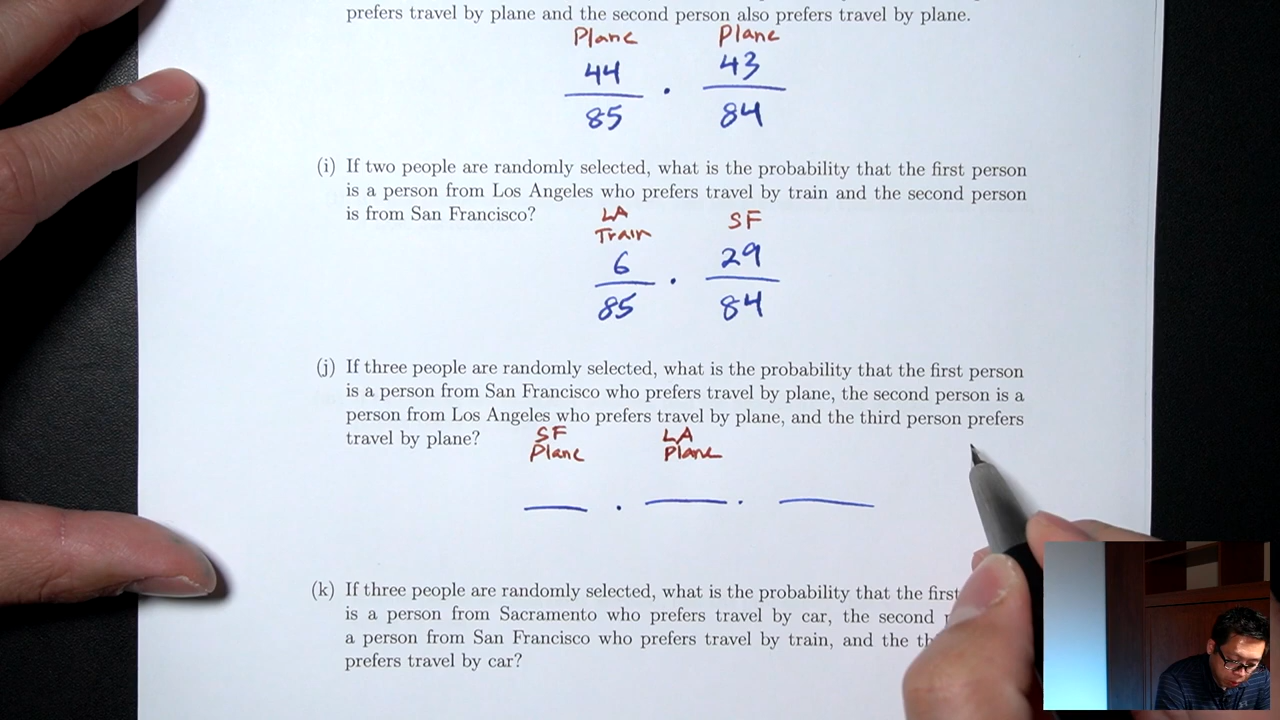 prefers travel by plane and the second person also prefers travel by plane.
Plane Plane
44 43
85 . 84
(i) If two people are randomly selected, what is the probability that the first person
is a person from Los Angeles who prefers travel by train and the second person
is from San Francisco?
LA
Train SF
6 29
85 . 84
(j) If three people are randomly selected, what is the probability that the first person
is a person from San Francisco who prefers travel by plane, the second person is a
person from Los Angeles who prefers travel by plane, and the third person prefers
travel by plane?
SF LA
Plane Plane
. .
(k) If three people are randomly selected, what is the probability that the first
is a person from Sacramento who prefers travel by car, the second
a person from San Francisco who prefers travel by train, and the
prefers travel by car?